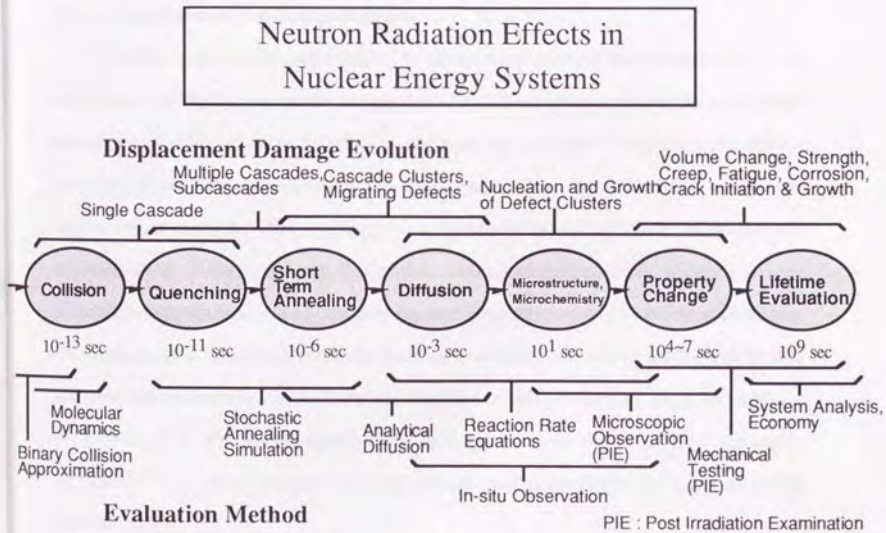 Neutron Radiation Effects in
Nuclear Energy Systems
Displacement Damage Evolution
Single Cascade
Multiple Cascades,
Subcascades
Cascade Clusters,
Migrating Defects
Nucleation and Growth
of Defect Clusters
Volume Change, Strength,
Creep, Fatigue, Corrosion,
Crack Initiation & Growth
Collision
Quenching
Short
Term
Annealing
Diffusion
Microstructure,
Microchemistry
Property
Change
Lifetime
Evaluation
10-13 sec
10-11 sec
10-6 sec
10-3 sec
10¹ sec
10⁴~⁷ sec
10⁹ sec
Molecular
Dynamics
Binary Collision
Approximation
Stochastic
Annealing
Simulation
Analytical
Diffusion
Reaction Rate
Equations
Microscopic
Observation
(PIE)
Mechanical
Testing
(PIE)
System Analysis,
Economy
In-situ Observation
Evaluation Method
PIE : Post Irradiation Examination